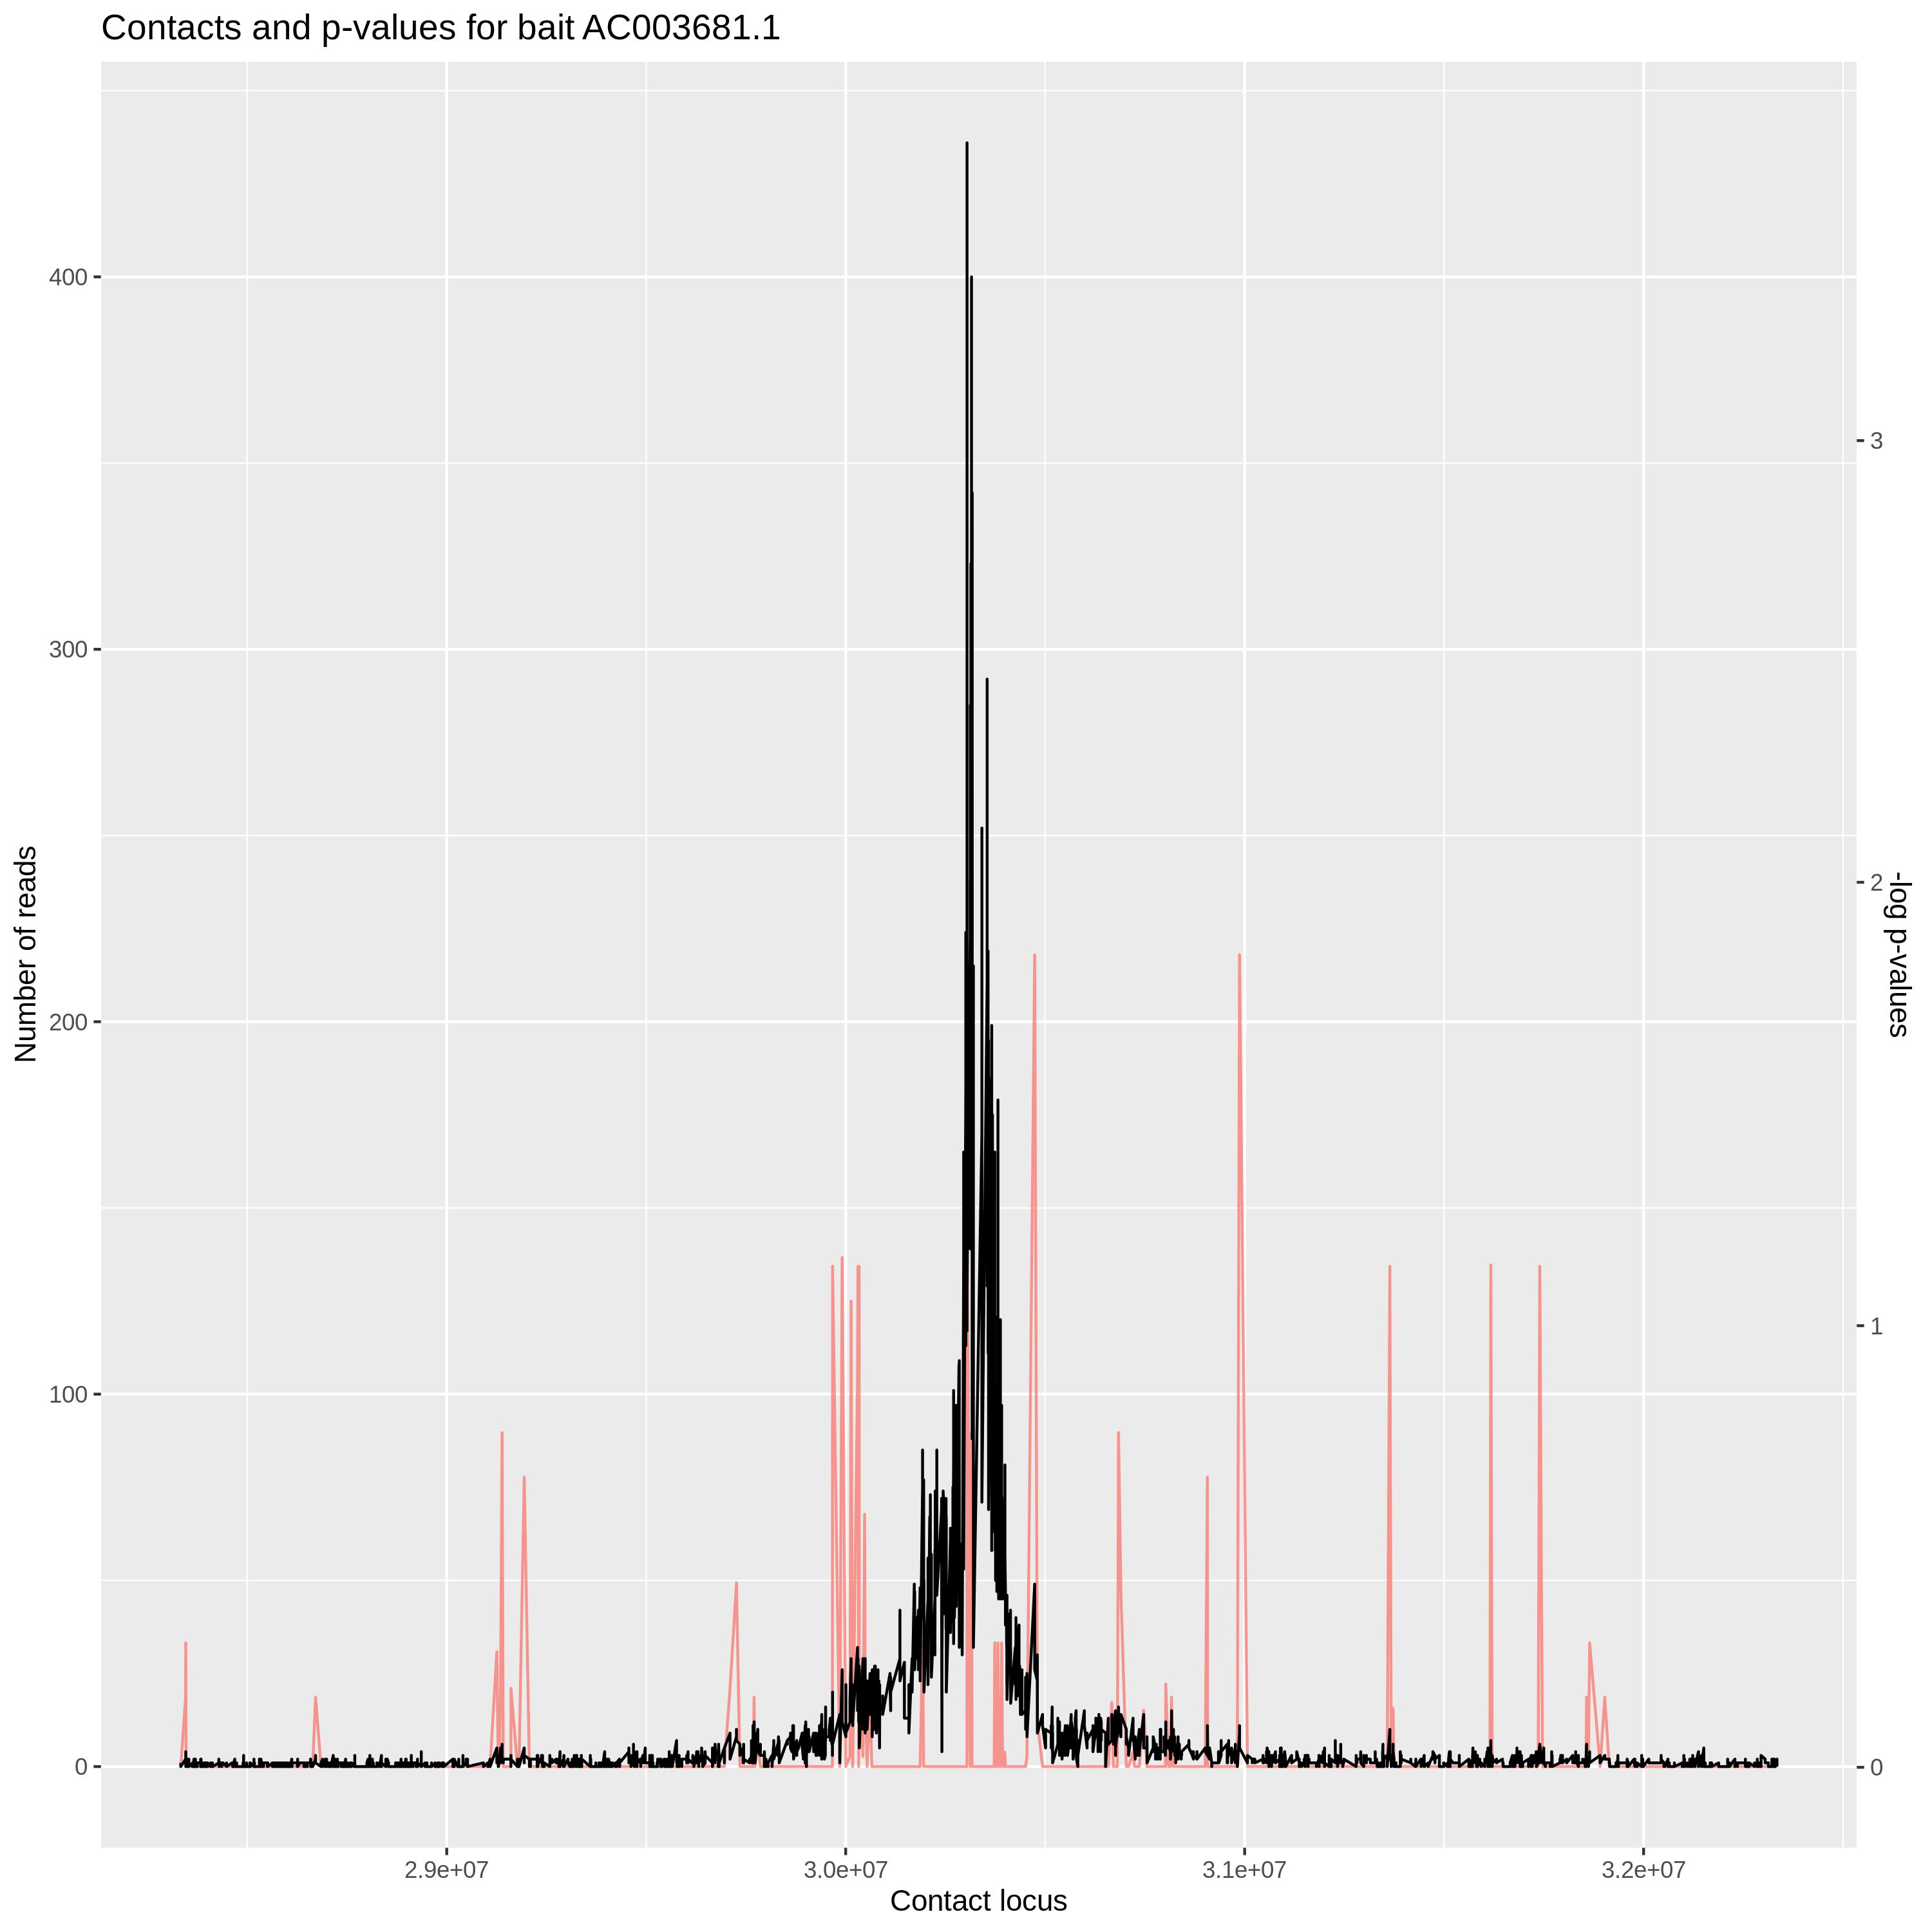 Contacts and p-values for bait AC003681.1
Number of reads
400
300
200
100
0
3
2
1
0
-log p-values
2.9e+07
3.0e+07
3.1e+07
3.2e+07
Contact locus